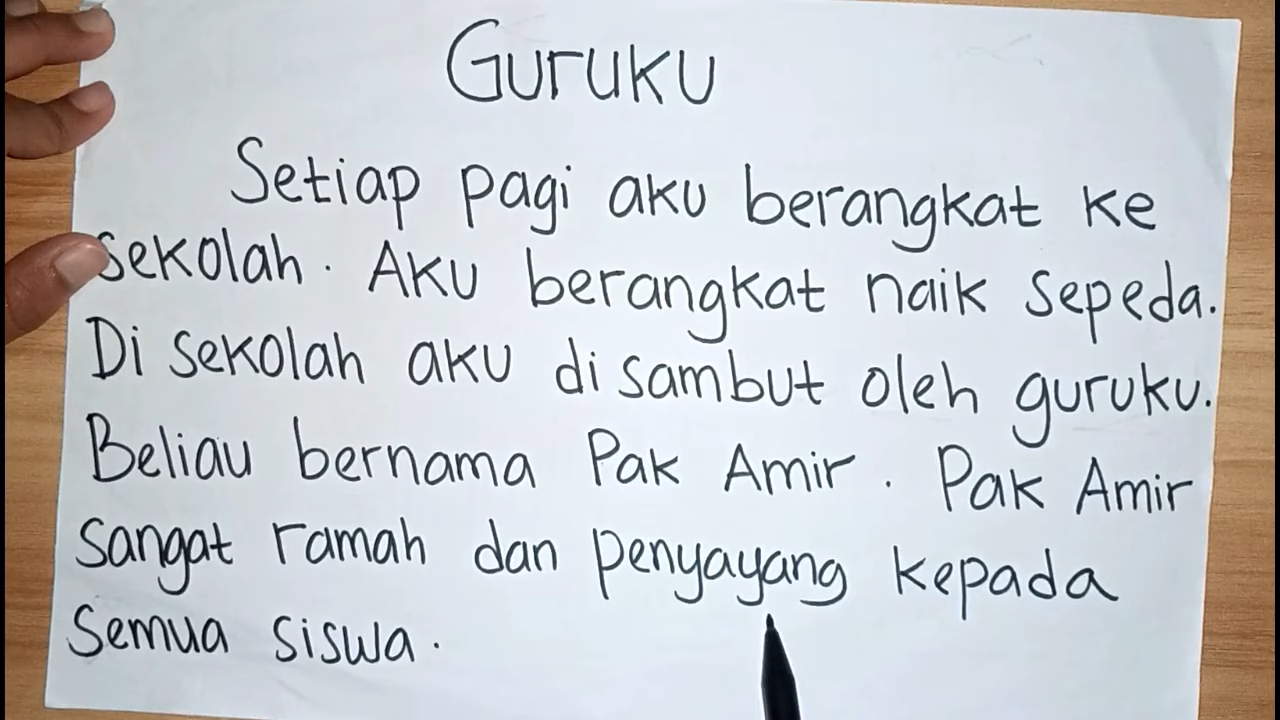 Guruku
Setiap pagi aku berangkat ke
sekolah. Aku berangkat naik sepeda.
Di sekolah aku di sambut oleh guruku.
Beliau bernama Pak Amir. Pak Amir
sangat ramah dan penyayang kepada
semua siswa.